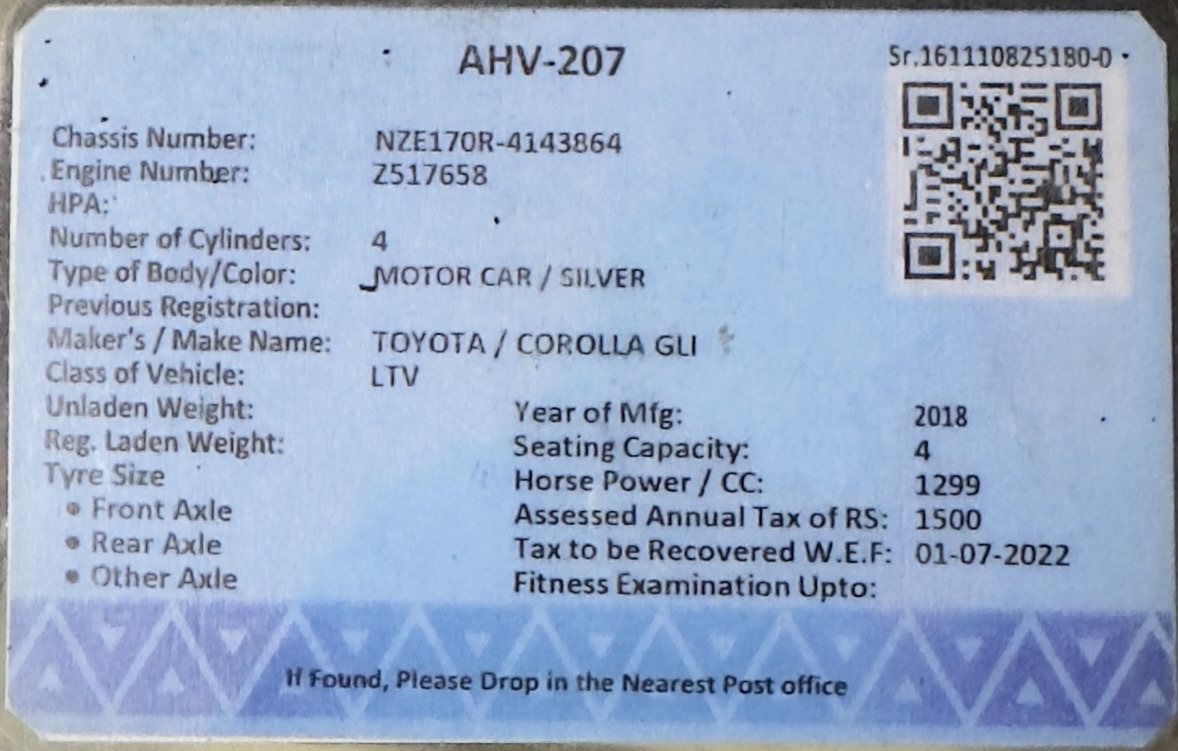 AHV-207
Sr.161110825180-0
Chassis Number: NZE170R-4143864
Engine Number: Z517658
HPA:
Number of Cylinders: 4
Type of Body/Color: MOTOR CAR / SILVER
Previous Registration:
Maker's / Make Name: TOYOTA / COROLLA GLI
Class of Vehicle: LTV
Unladen Weight:
Reg. Laden Weight:
Tyre Size
• Front Axle
• Rear Axle
• Other Axle
Year of Mfg: 2018
Seating Capacity: 4
Horse Power / CC: 1299
Assessed Annual Tax of RS: 1500
Tax to be Recovered W.E.F: 01-07-2022
Fitness Examination Upto:
If Found, Please Drop in the Nearest Post office